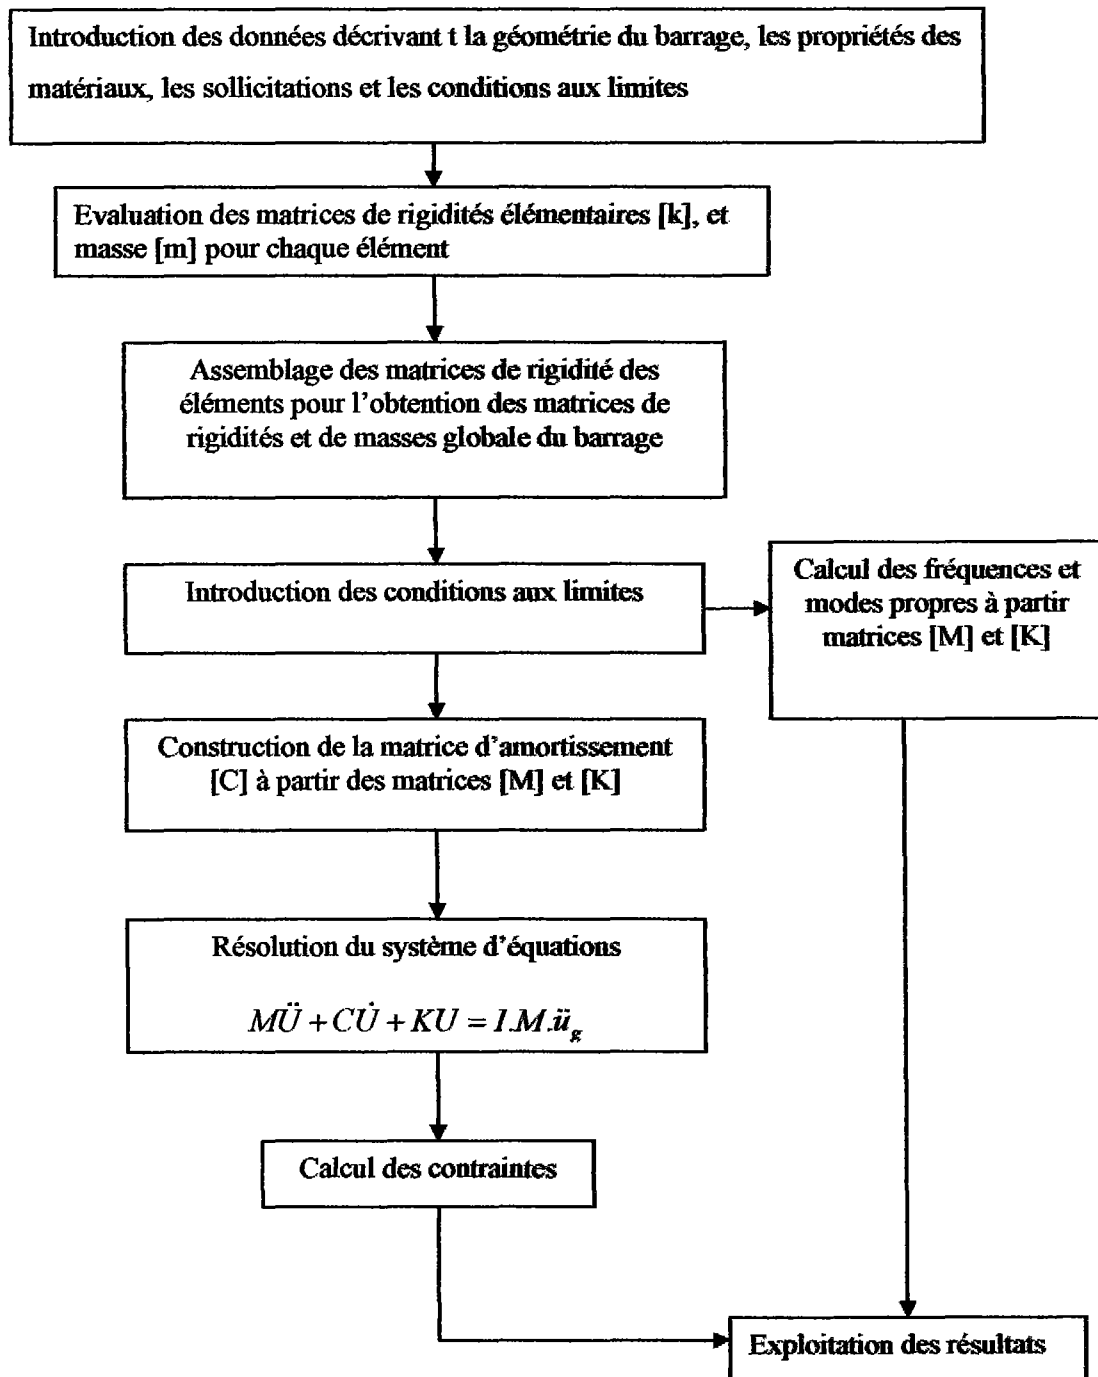 Introduction des données décrivant t la géométrie du barrage, les propriétés des
matériaux, les sollicitations et les conditions aux limites
Evaluation des matrices de rigidités élémentaires [k], et
masse [m] pour chaque élément
Assemblage des matrices de rigidité des
éléments pour l'obtention des matrices de
rigidités et de masses globale du barrage
Introduction des conditions aux limites
Calcul des fréquences et
modes propres à partir
matrices [M] et [K]
Construction de la matrice d'amortissement
[C] à partir des matrices [M] et [K]
Résolution du système d'équations
MÜ + CU̇ + KU = I.M.ü_g
Calcul des contraintes
Exploitation des résultats